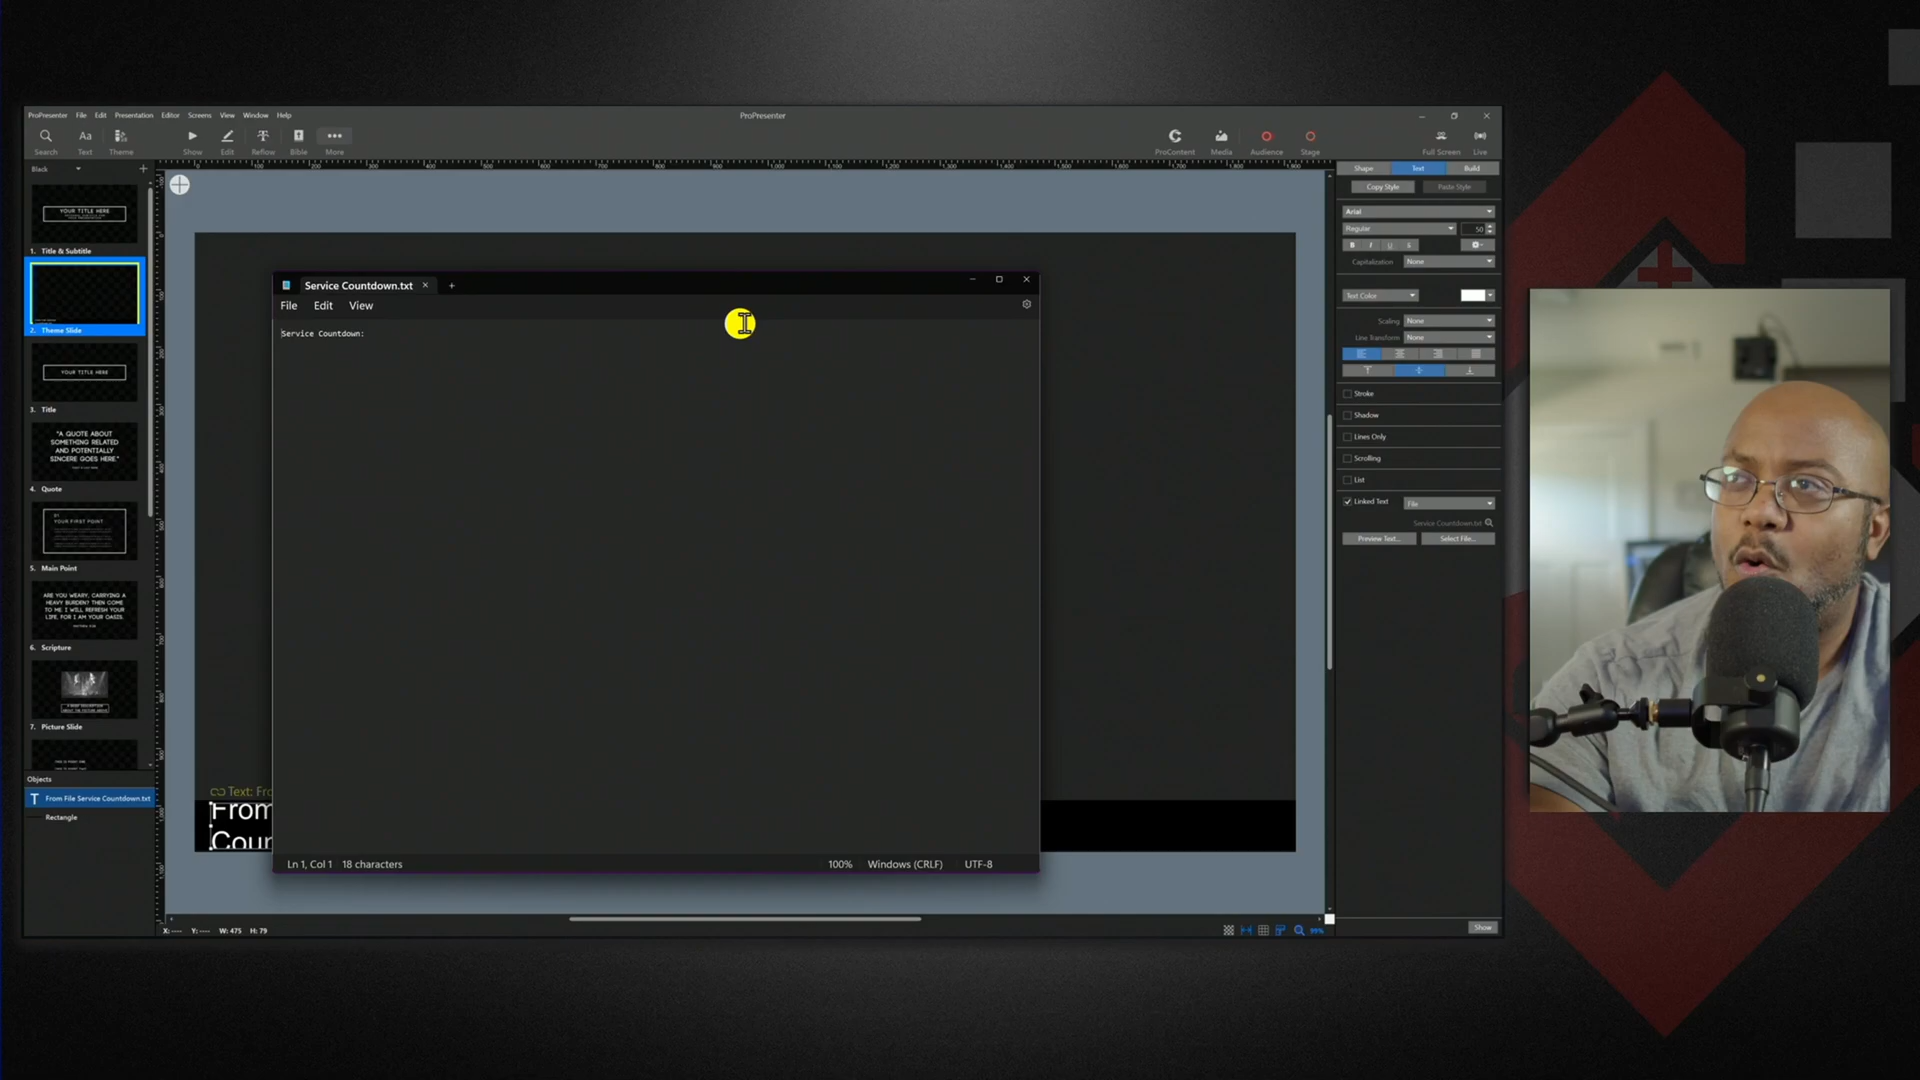 ProPresenter File Edit Presentation Editor Screens View Window Help
ProPresenter
Search Text Theme Show Edit Reflow Bible More
ProContent Media Audience Stage Full Screen Live
Black
YOUR TITLE HERE
1. Title & Subtitle
2. Theme Slide
YOUR TITLE HERE
3. Title
"A QUOTE ABOUT
SOMETHING RELATED
AND POTENTIALLY
SINCERE GOES HERE."
4. Quote
YOUR FIRST POINT
5. Main Point
ARE YOU WEARY, CARRYING A
HEAVY BURDEN? THEN COME
TO ME. I WILL REFRESH YOUR
LIFE, FOR I AM YOUR OASIS.
6. Scripture
7. Picture Slide
Objects
From File Service Countdown.txt
Rectangle
Service Countdown.txt
File Edit View
Service Countdown:
Ln 1, Col 1 18 characters
100% Windows (CRLF) UTF-8
Text: Fro
From
Coun
X: ---- Y: ---- W: 475 H: 79
99%
Shape Text Build
Copy Style Paste Style
Arial
Regular 50
B I U S
Capitalization None
Text Color
Scaling None
Line Transform None
Stroke
Shadow
Lines Only
Scrolling
List
Linked Text File
Service Countdown.txt
Preview Text... Select File...
Show